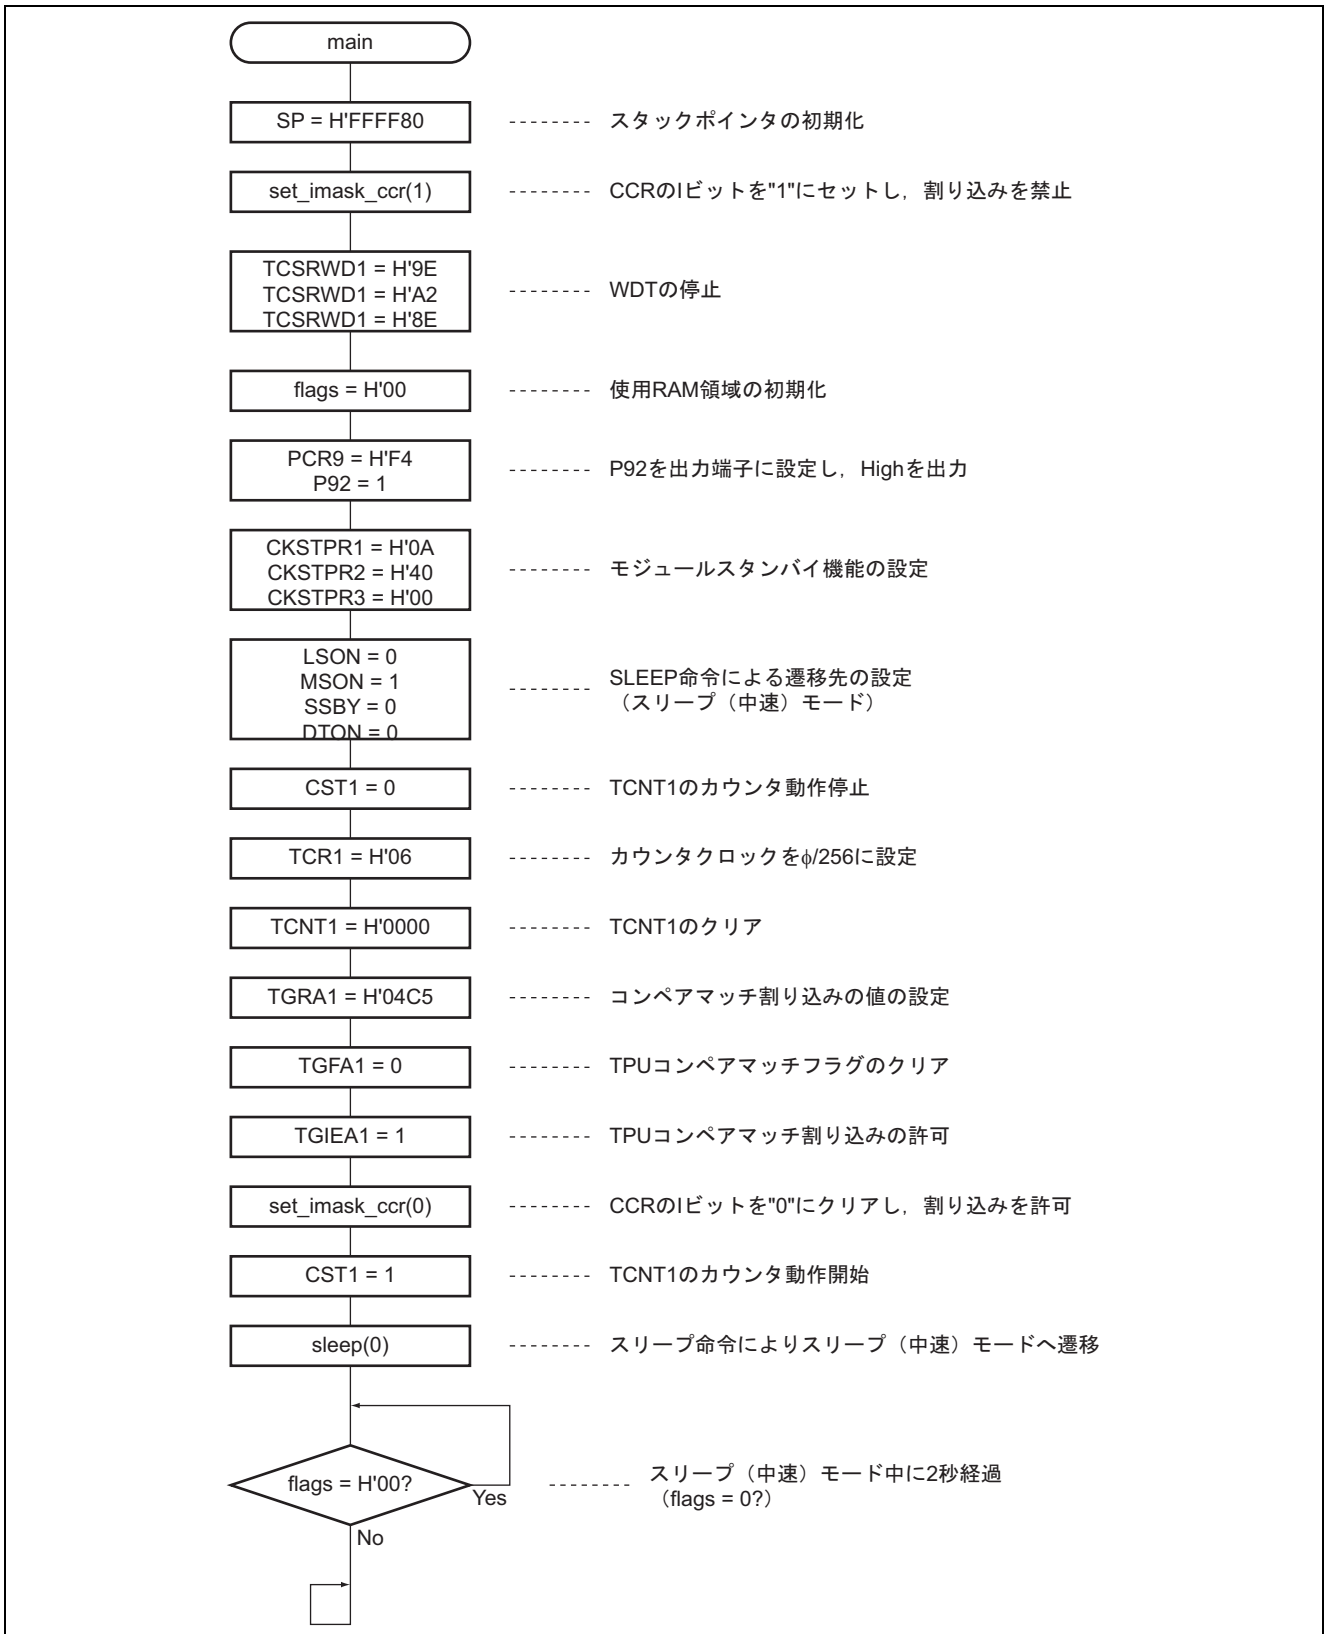 main
SP = H'FFFF80 -------- スタックポインタの初期化
set_imask_ccr(1) -------- CCRのIビットを"1"にセットし，割り込みを禁止
TCSRWD1 = H'9E
TCSRWD1 = H'A2 -------- WDTの停止
TCSRWD1 = H'8E
flags = H'00 -------- 使用RAM領域の初期化
PCR9 = H'F4
P92 = 1 -------- P92を出力端子に設定し，Highを出力
CKSTPR1 = H'0A
CKSTPR2 = H'40 -------- モジュールスタンバイ機能の設定
CKSTPR3 = H'00
LSON = 0
MSON = 1
SSBY = 0
DTON = 0
-------- SLEEP命令による遷移先の設定
（スリープ（中速）モード）
CST1 = 0 -------- TCNT1のカウンタ動作停止
TCR1 = H'06 -------- カウンタクロックをφ/256に設定
TCNT1 = H'0000 -------- TCNT1のクリア
TGRA1 = H'04C5 -------- コンペアマッチ割り込みの値の設定
TGFA1 = 0 -------- TPUコンペアマッチフラグのクリア
TGIEA1 = 1 -------- TPUコンペアマッチ割り込みの許可
set_imask_ccr(0) -------- CCRのIビットを"0"にクリアし，割り込みを許可
CST1 = 1 -------- TCNT1のカウンタ動作開始
sleep(0) -------- スリープ命令によりスリープ（中速）モードへ遷移
flags = H'00? -------- スリープ（中速）モード中に2秒経過
（flags = 0?）
Yes
No